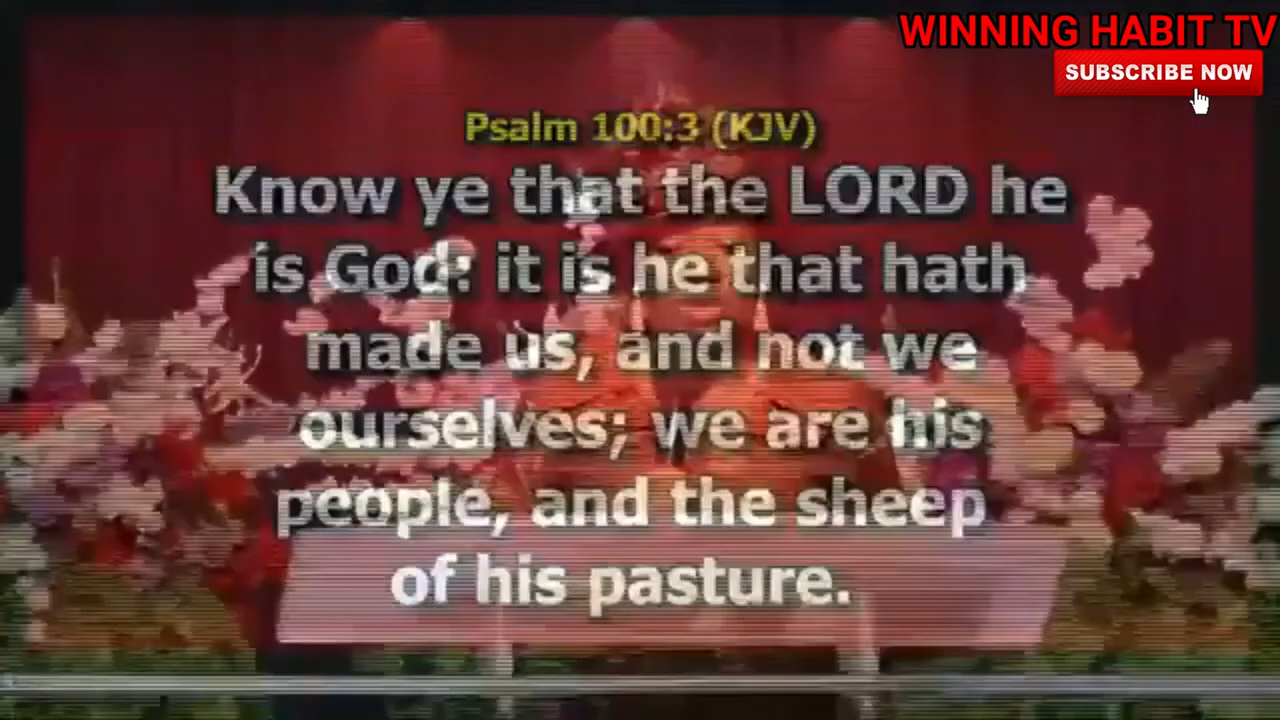 WINNING HABIT TV
SUBSCRIBE NOW
Psalm 100:3 (KJV)
Know ye that the LORD he
is God: it is he that hath
made us, and not we
ourselves; we are his
people, and the sheep
of his pasture.